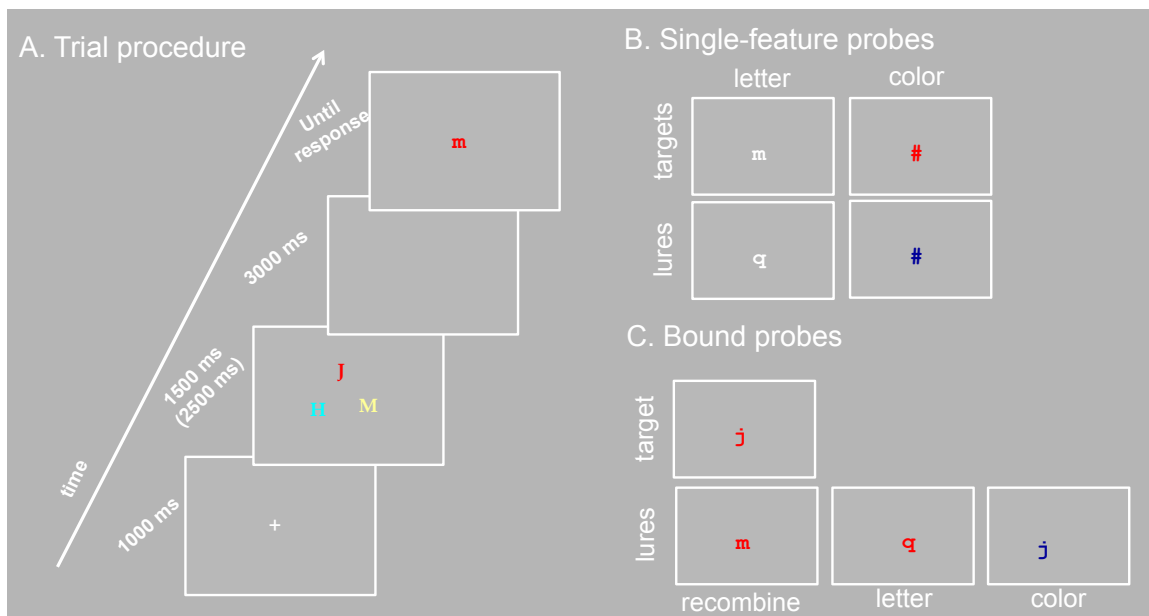 A. Trial procedure
Until
response
m
3000 ms
1500 ms
(2500 ms)
J
H M
time
1000 ms
+
B. Single-feature probes
letter color
targets
m #
lures
q #
C. Bound probes
target
j
lures
m q j
recombine letter color